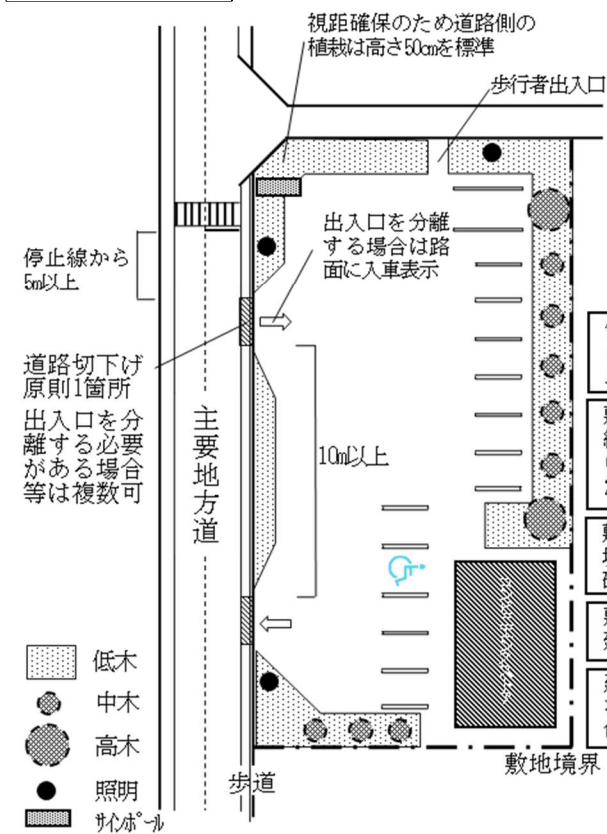 視距確保のため道路側の
植栽は高さ50cmを標準
歩行者出入口
停止線から
5m以上
出入口を分離
する場合は路
面に入車表示
道路切下げ
原則1箇所
出入口を分
離する必要
がある場合
等は複数可
主要地方道
10m以上
低木
中木
高木
照明
サインポール
歩道
敷地境界